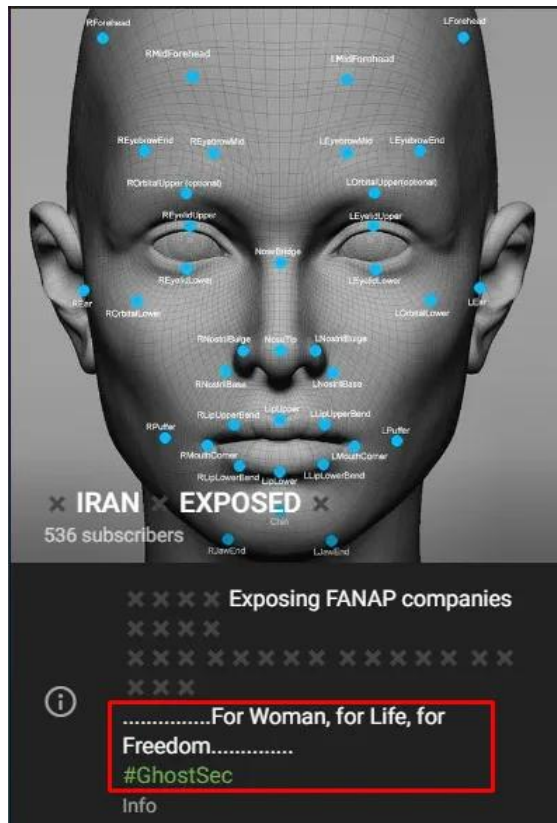 RForehead LForehead
RMidForehead LMidForehead
REyebrowEnd REyebrowMid LEyebrowMid LEyebrowEnd
ROrbitalUpper (optional) LOrbitalUpper(optional)
REyelidUpper LEyelidUpper
NoseBridge
REyelidLower LEyelidLower
REar LEar
ROrbitalLower LOrbitalLower
RNostrilBulge NoseTip LNostrilBulge
RNostrilBase LNostrilBase
RLipUpperBend LipUpper LLipUpperBend
RPuffer LPuffer
RMouthCorner LMouthCorner
RLipLowerBend LipLower LLipLowerBend
× IRAN × EXPOSED ×
Chin
536 subscribers
RJawEnd LJawEnd
×××× Exposing FANAP companies
××××
×××× ××××× ××××× ××
×××
...............For Woman, for Life, for
Freedom..............
#GhostSec
Info